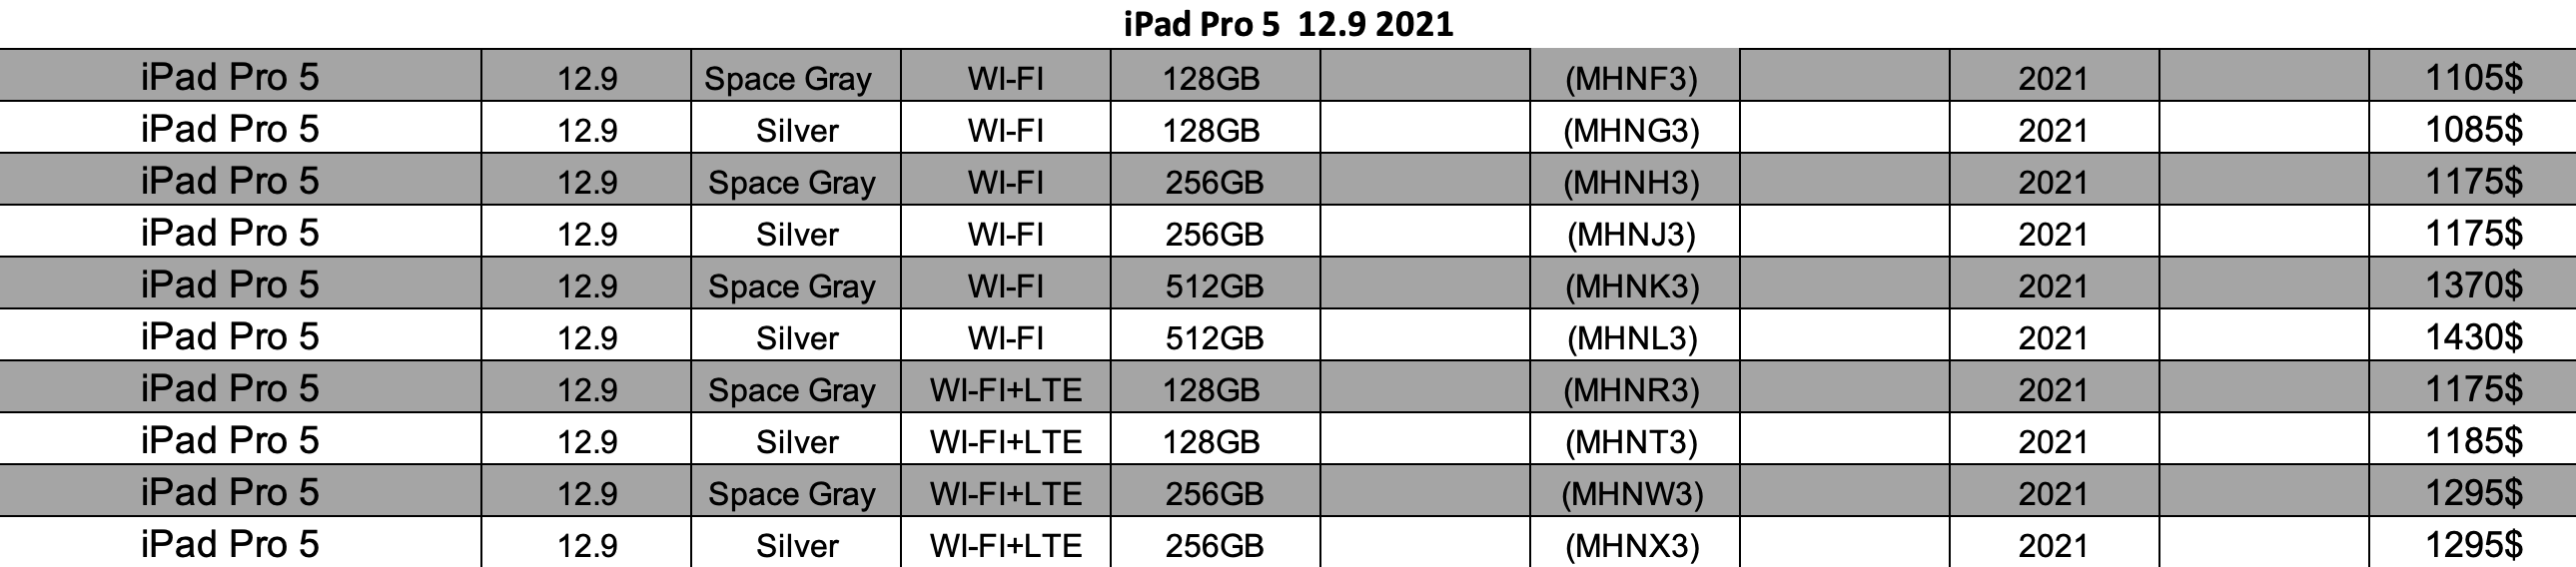 iPad Pro 5 12.9 2021
iPad Pro 5 12.9 Space Gray WI-FI 128GB (MHNF3) 2021 1105$
iPad Pro 5 12.9 Silver WI-FI 128GB (MHNG3) 2021 1085$
iPad Pro 5 12.9 Space Gray WI-FI 256GB (MHNH3) 2021 1175$
iPad Pro 5 12.9 Silver WI-FI 256GB (MHNJ3) 2021 1175$
iPad Pro 5 12.9 Space Gray WI-FI 512GB (MHNK3) 2021 1370$
iPad Pro 5 12.9 Silver WI-FI 512GB (MHNL3) 2021 1430$
iPad Pro 5 12.9 Space Gray WI-FI+LTE 128GB (MHNR3) 2021 1175$
iPad Pro 5 12.9 Silver WI-FI+LTE 128GB (MHNT3) 2021 1185$
iPad Pro 5 12.9 Space Gray WI-FI+LTE 256GB (MHNW3) 2021 1295$
iPad Pro 5 12.9 Silver WI-FI+LTE 256GB (MHNX3) 2021 1295$